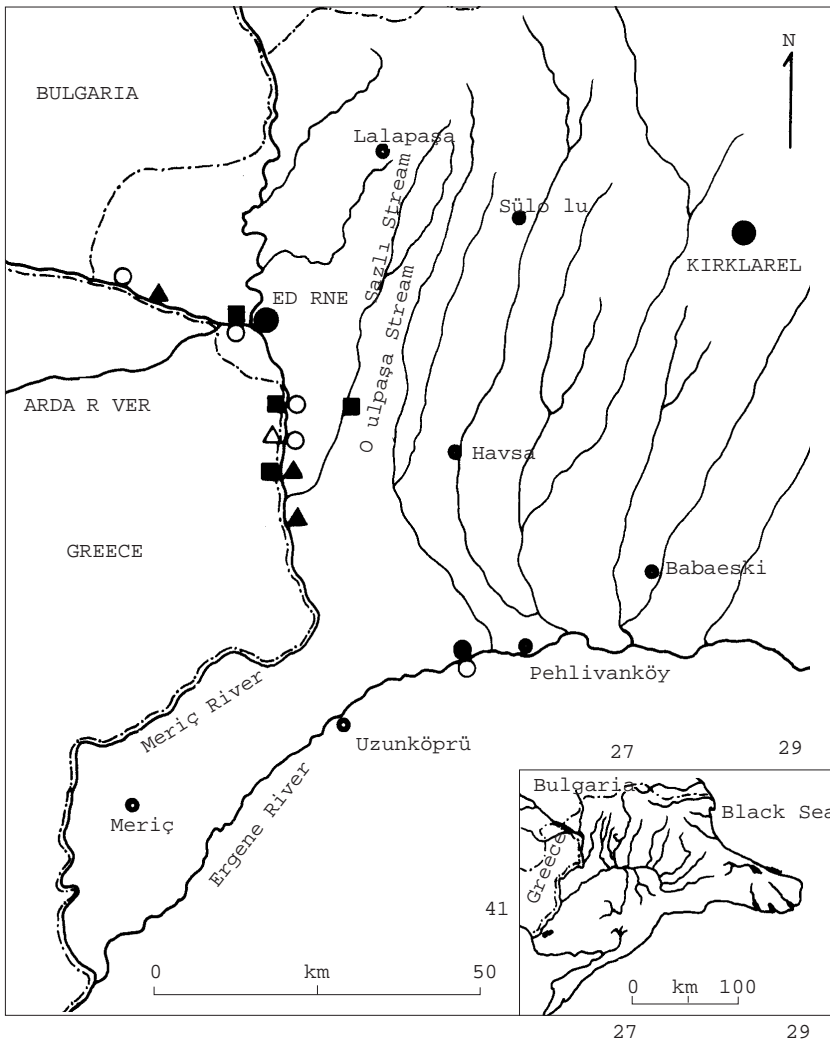 N
BULGARIA
Lalapaşa
Sazlı Stream
Sülo lu
KIRKLAREL
ED RNE
O ulpaşa Stream
ARDA R VER
Havsa
GREECE
Babaeski
Pehlivanköy
Meriç River
Uzunköprü
Meriç
Ergene River
0 km 50
27 29
Bulgaria
Black Sea
Greece
41
0 km 100
27 29